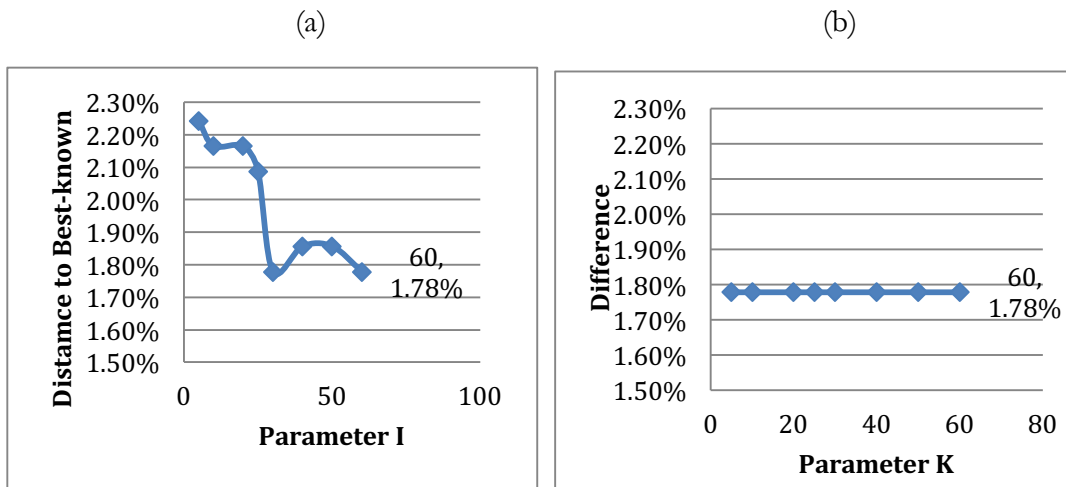 (a)
2.30%
2.20%
2.10%
2.00%
1.90%
1.80%
1.70%
1.60%
1.50%
Distamce to Best-known
60,
1.78%
0 50 100
Parameter I
(b)
2.30%
2.20%
2.10%
2.00%
1.90%
1.80%
1.70%
1.60%
1.50%
Difference
60,
1.78%
0 20 40 60 80
Parameter K